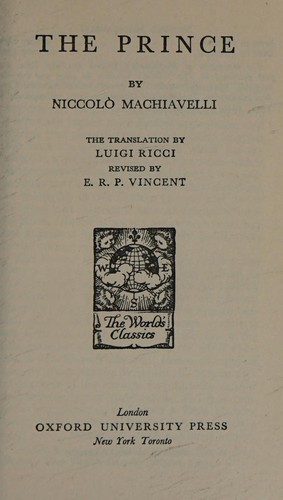 THE PRINCE
BY
NICCOLÒ MACHIAVELLI
THE TRANSLATION BY
LUIGI RICCI
REVISED BY
E. R. P. VINCENT
W E
S
The World's
Classics
London
OXFORD UNIVERSITY PRESS
New York Toronto